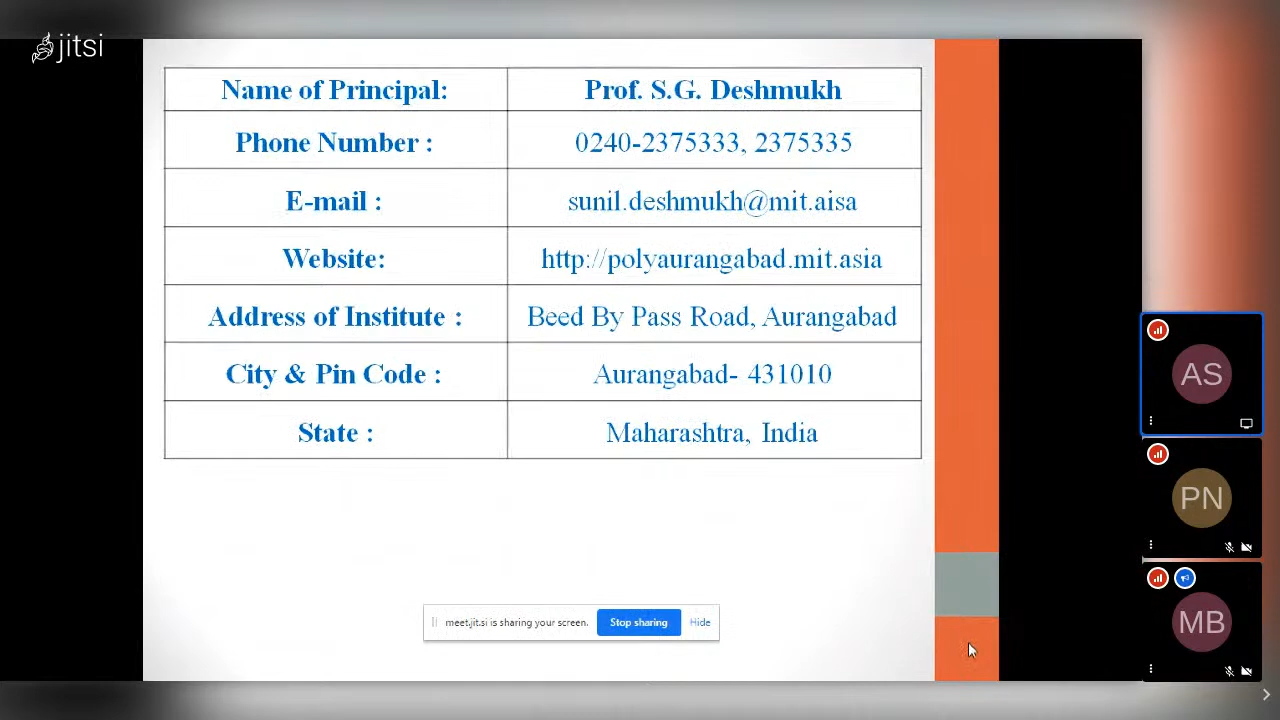 jitsi
Name of Principal: Prof. S.G. Deshmukh
Phone Number : 0240-2375333, 2375335
E-mail : sunil.deshmukh@mit.aisa
Website: http://polyaurangabad.mit.asia
Address of Institute : Beed By Pass Road, Aurangabad
City & Pin Code : Aurangabad- 431010
State : Maharashtra, India
AS
PN
MB
meet.jit.si is sharing your screen. Stop sharing Hide